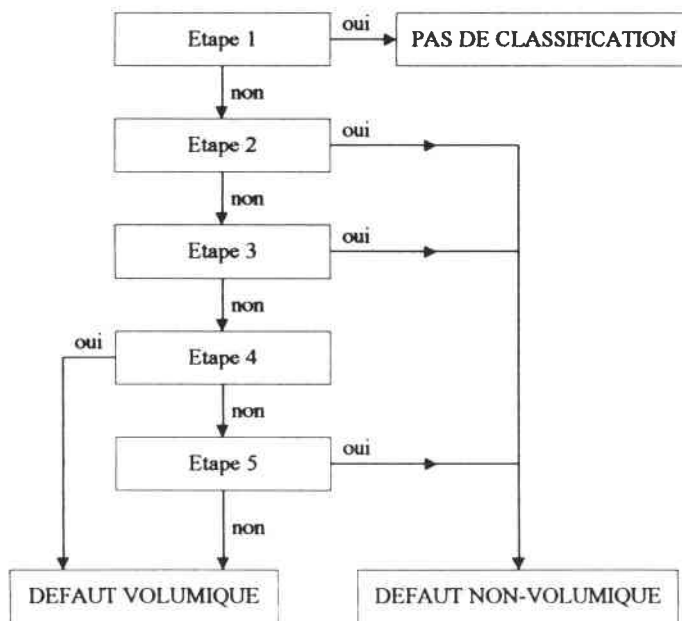 Etape 1
oui
PAS DE CLASSIFICATION
non
Etape 2
oui
non
Etape 3
oui
non
oui
Etape 4
non
Etape 5
oui
non
DEFAUT VOLUMIQUE
DEFAUT NON-VOLUMIQUE